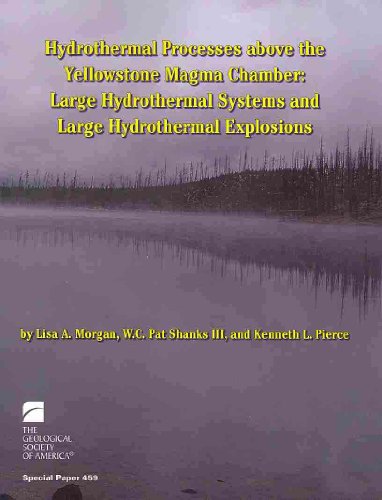 Hydrothermal Processes above the
Yellowstone Magma Chamber:
Large Hydrothermal Systems and
Large Hydrothermal Explosions
by Lisa A. Morgan, W.C. Pat Shanks III, and Kenneth L. Pierce
THE
GEOLOGICAL
SOCIETY
OF AMERICA®
Special Paper 459